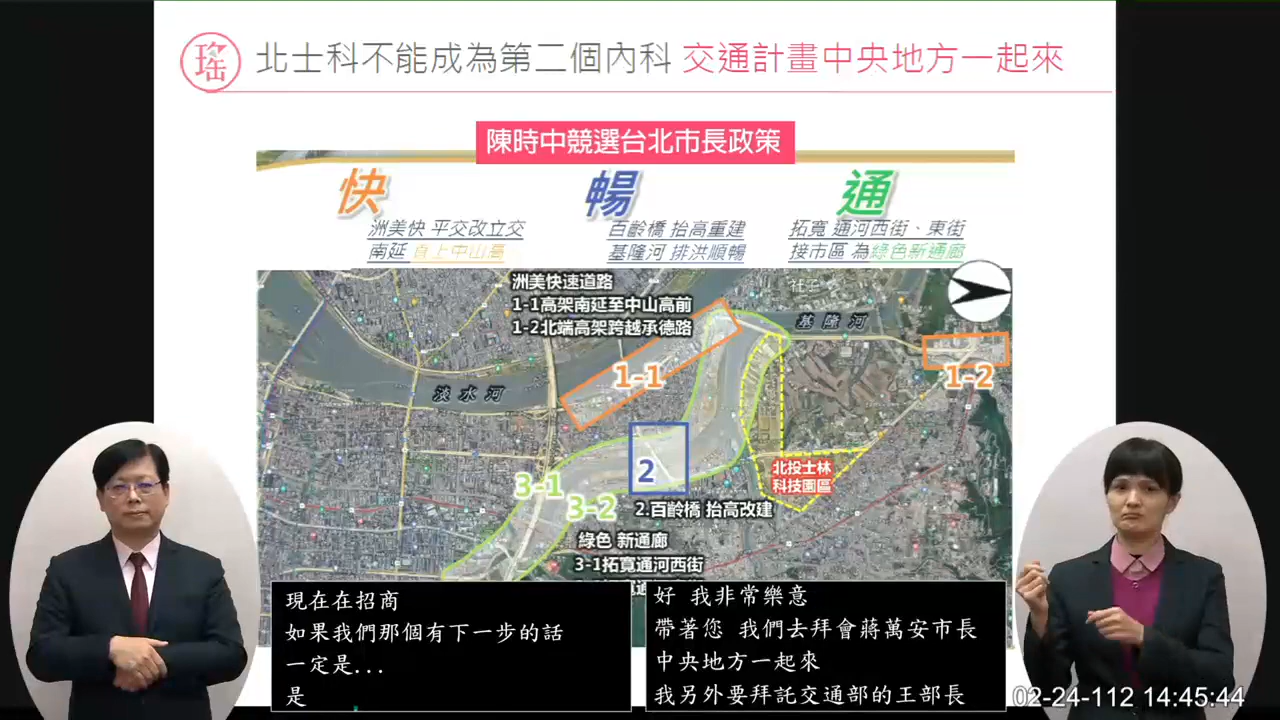 瑤
北士科不能成為第二個內科 交通計畫中央地方一起來
陳時中競選台北市長政策
快
洲美快 平交改立交
南延 直上中山高
暢
百齡橋 抬高重建
基隆河 排洪順暢
通
拓寬 通河西街、東街
接市區 為綠色新通廊
洲美快速道路
1-1高架南延至中山高前
1-2北端高架跨越承德路
社子
基隆河
淡水河
1-1
1-2
2
3-1
3-2
北投士林
科技園區
2.百齡橋 抬高改建
綠色 新通廊
3-1拓寬通河西街
現在在招商
如果我們那個有下一步的話
一定是...
是
好 我非常樂意
帶著您 我們去拜會蔣萬安市長
中央地方一起來
我另外要拜託交通部的王部長
02-24-112 14:45:44